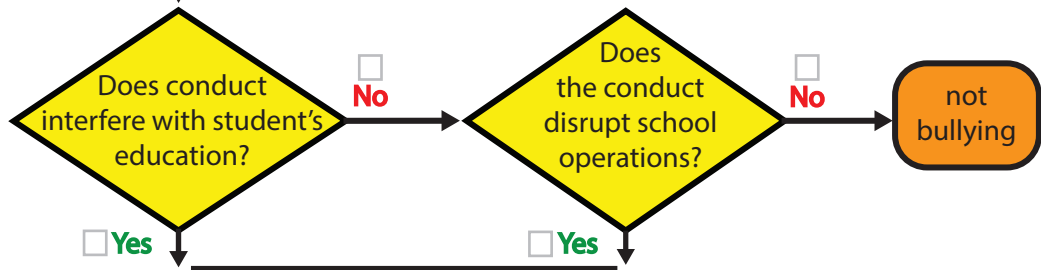 Does conduct
interfere with student's
education?
No
Does
the conduct
disrupt school
operations?
No
not
bullying
Yes
Yes